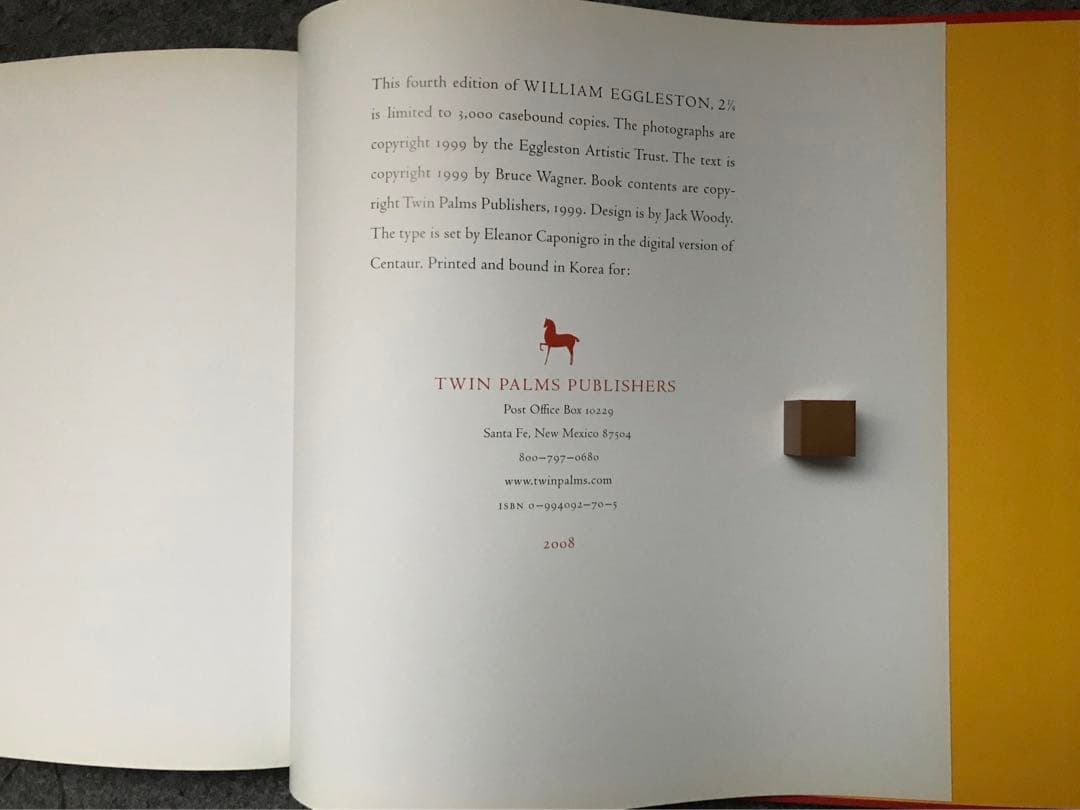 This fourth edition of WILLIAM EGGLESTON, 2¼
is limited to 3,000 casebound copies. The photographs are
copyright 1999 by the Eggleston Artistic Trust. The text is
copyright 1999 by Bruce Wagner. Book contents are copy-
right Twin Palms Publishers, 1999. Design is by Jack Woody.
The type is set by Eleanor Caponigro in the digital version of
Centaur. Printed and bound in Korea for:
TWIN PALMS PUBLISHERS
Post Office Box 10229
Santa Fe, New Mexico 87504
800–797–0680
www.twinpalms.com
ISBN 0–994092–70–5
2008